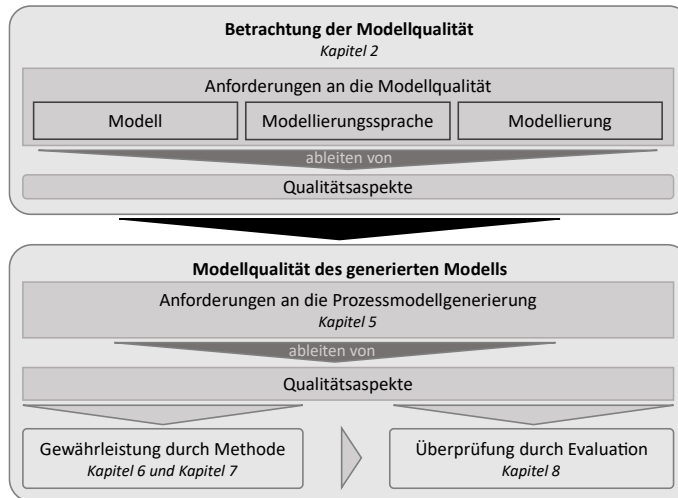 Betrachtung der Modellqualität
Kapitel 2
Anforderungen an die Modellqualität
Modell
Modellierungssprache
Modellierung
ableiten von
Qualitätsaspekte
Modellqualität des generierten Modells
Anforderungen an die Prozessmodellgenerierung
Kapitel 5
ableiten von
Qualitätsaspekte
Gewährleistung durch Methode
Kapitel 6 und Kapitel 7
Überprüfung durch Evaluation
Kapitel 8